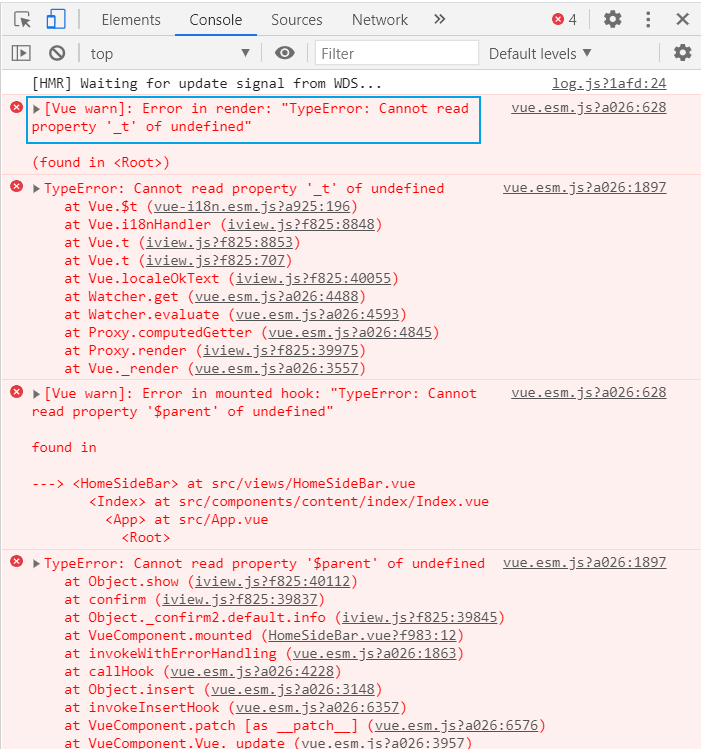 Elements Console Sources Network » 4
top ▼ Filter Default levels ▼
[HMR] Waiting for update signal from WDS... log.js?1afd:24
▶[Vue warn]: Error in render: "TypeError: Cannot read vue.esm.js?a026:628
property '_t' of undefined"
(found in <Root>)
▶TypeError: Cannot read property '_t' of undefined vue.esm.js?a026:1897
at Vue.$t (vue-i18n.esm.js?a925:196)
at Vue.i18nHandler (iview.js?f825:8848)
at Vue.t (iview.js?f825:8853)
at Vue.t (iview.js?f825:707)
at Vue.localeOkText (iview.js?f825:40055)
at Watcher.get (vue.esm.js?a026:4488)
at Watcher.evaluate (vue.esm.js?a026:4593)
at Proxy.computedGetter (vue.esm.js?a026:4845)
at Proxy.render (iview.js?f825:39975)
at Vue._render (vue.esm.js?a026:3557)
▶[Vue warn]: Error in mounted hook: "TypeError: Cannot vue.esm.js?a026:628
read property '$parent' of undefined"
found in
---> <HomeSideBar> at src/views/HomeSideBar.vue
<Index> at src/components/content/index/Index.vue
<App> at src/App.vue
<Root>
▶TypeError: Cannot read property '$parent' of undefined vue.esm.js?a026:1897
at Object.show (iview.js?f825:40112)
at confirm (iview.js?f825:39837)
at Object._confirm2.default.info (iview.js?f825:39845)
at VueComponent.mounted (HomeSideBar.vue?f983:12)
at invokeWithErrorHandling (vue.esm.js?a026:1863)
at callHook (vue.esm.js?a026:4228)
at Object.insert (vue.esm.js?a026:3148)
at invokeInsertHook (vue.esm.js?a026:6357)
at VueComponent.patch [as __patch__] (vue.esm.js?a026:6576)
at VueComponent.Vue._update (vue.esm.js?a026:3957)